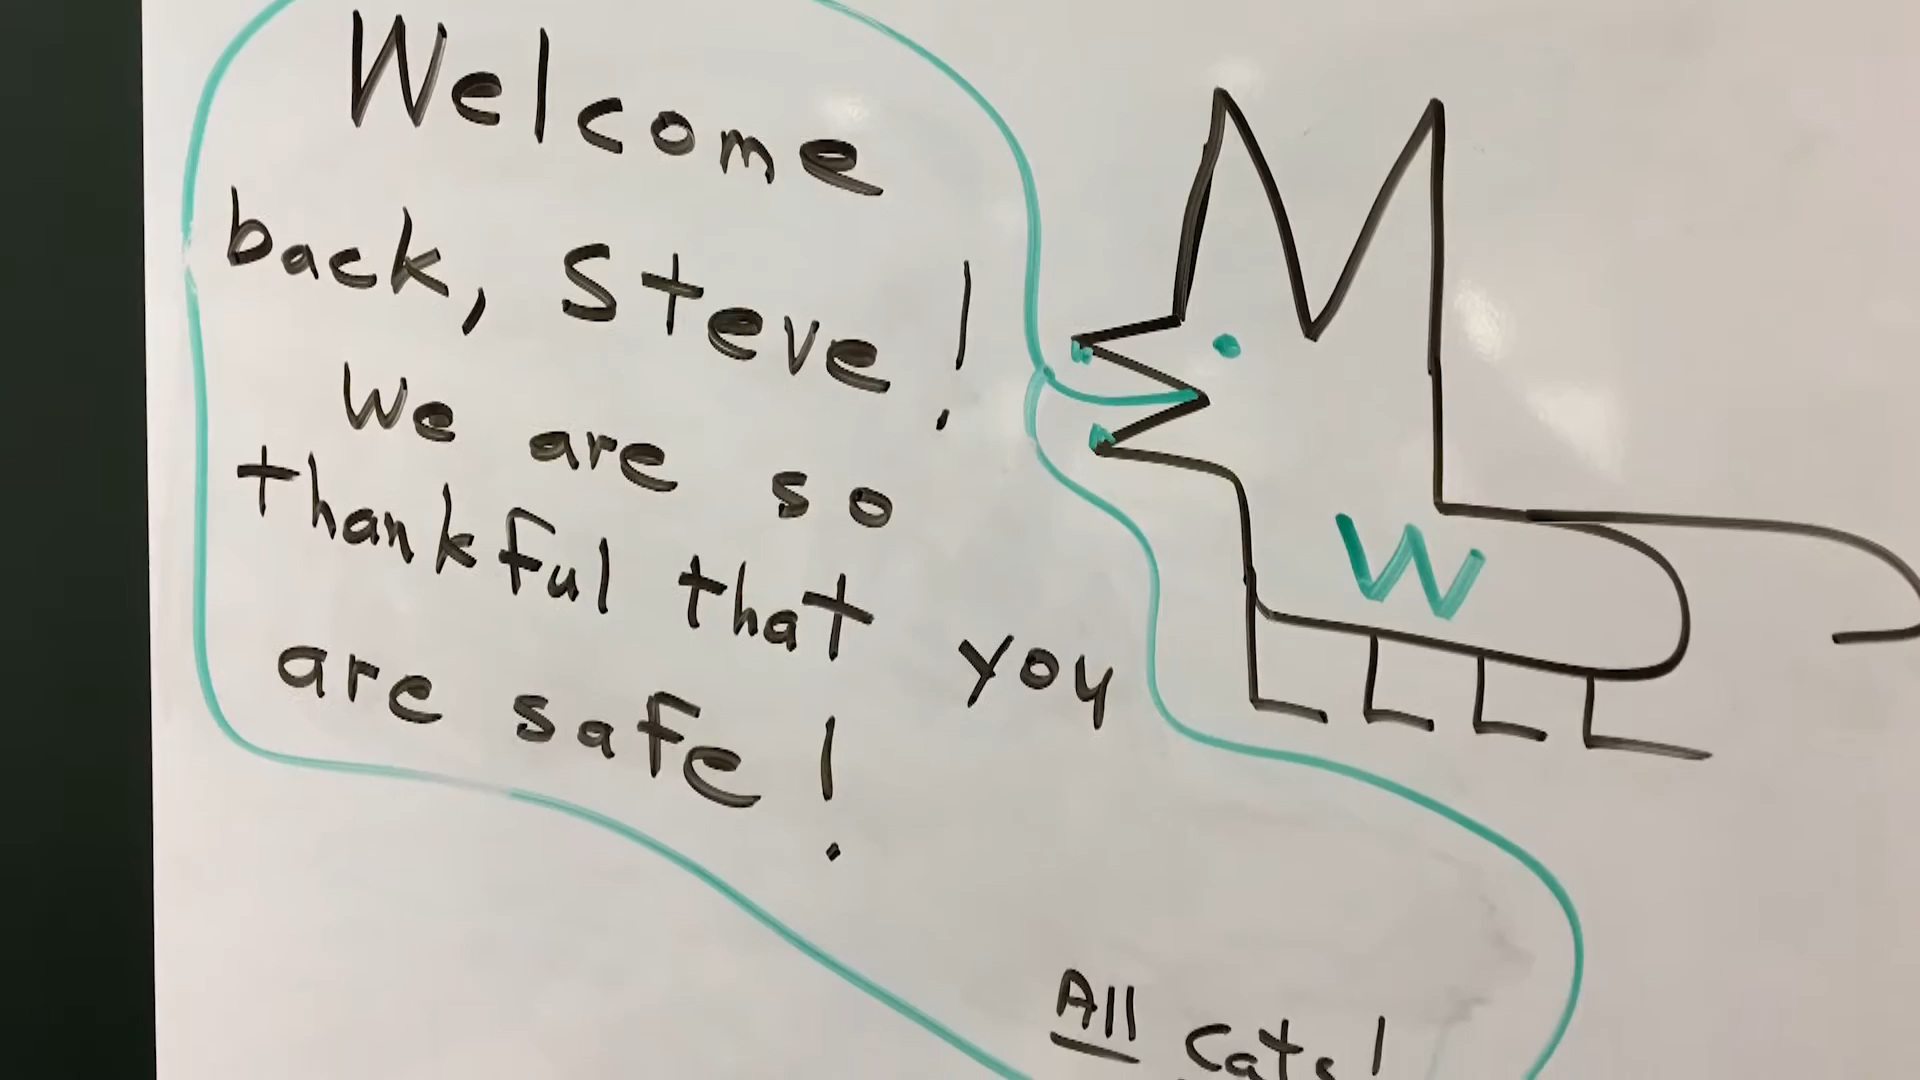 Welcome
back, Steve!
We are so
thankful that you
are safe!
W
All Cats!